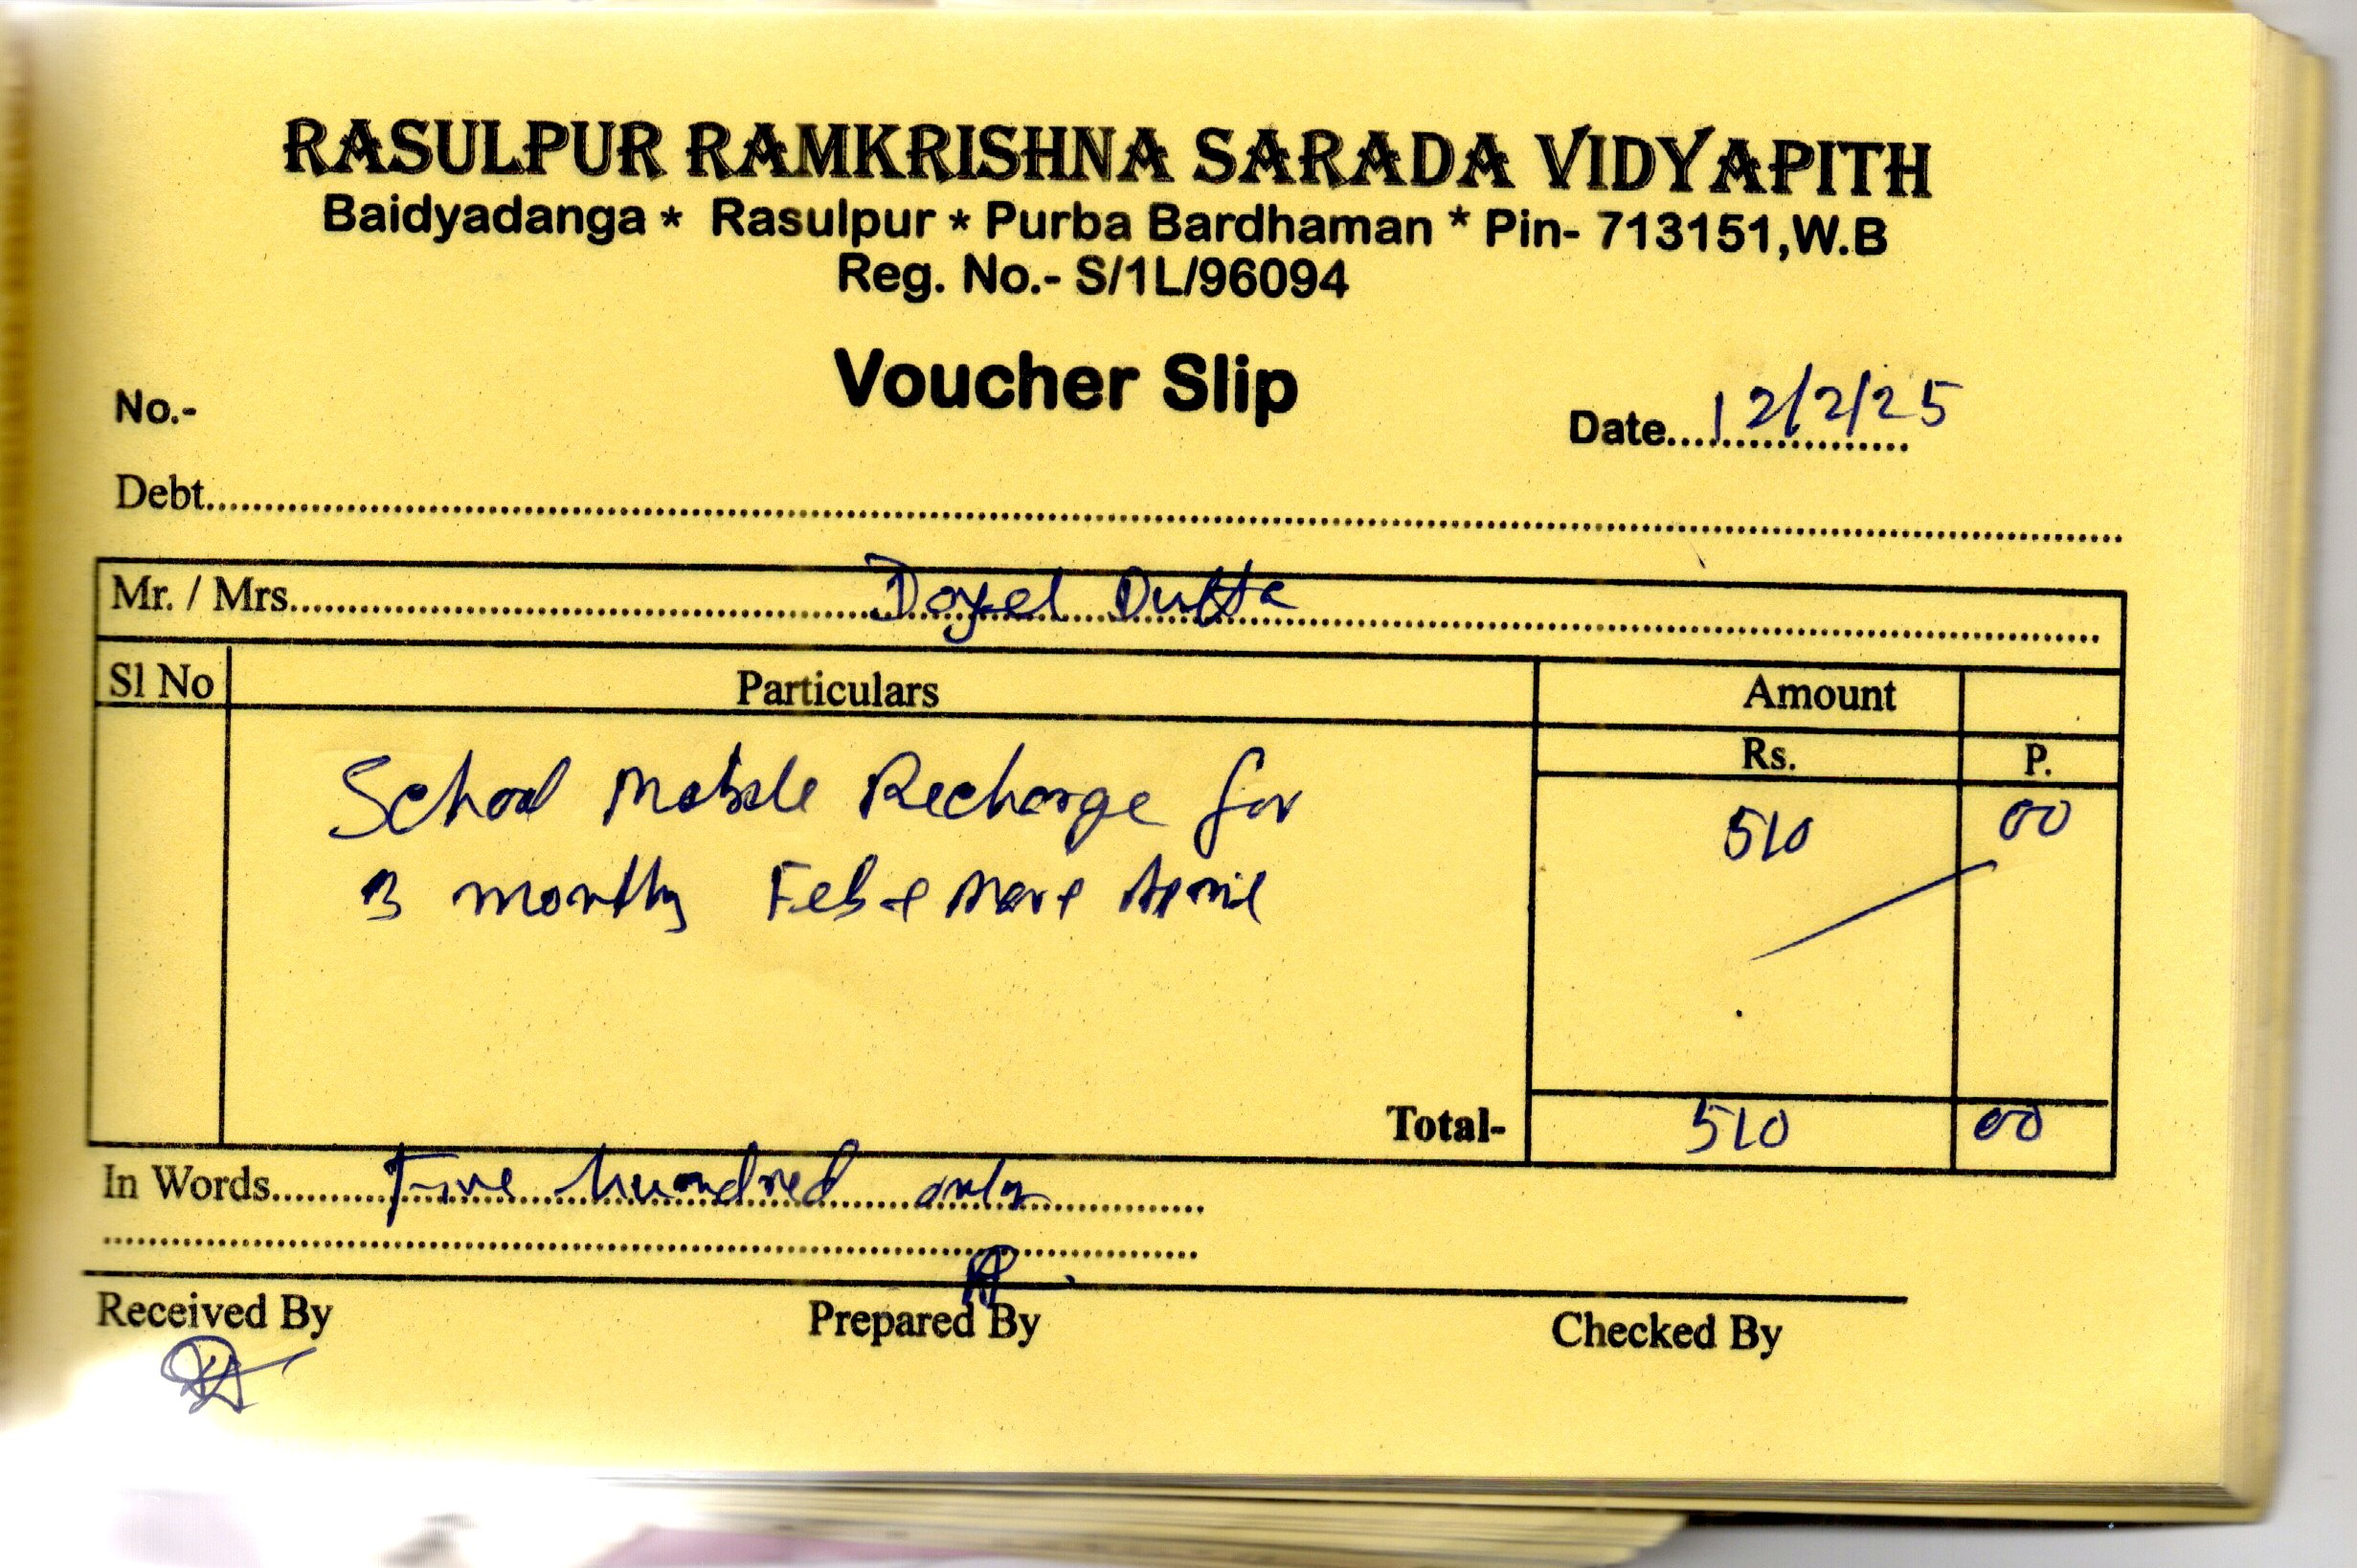 RASULPUR RAMKRISHNA SARADA VIDYAPITH
Baidyadanga * Rasulpur * Purba Bardhaman * Pin- 713151,W.B
Reg. No.- S/1L/96094
Voucher Slip
No.-
Date....12/2/25
Debt
Mr. / Mrs. Doyel Dutta
Sl No Particulars Amount
Rs. P.
School Mobile Recharge for 510 00
3 months Feb April
Total- 510 00
In Words Five hundred only
Received By Prepared By Checked By